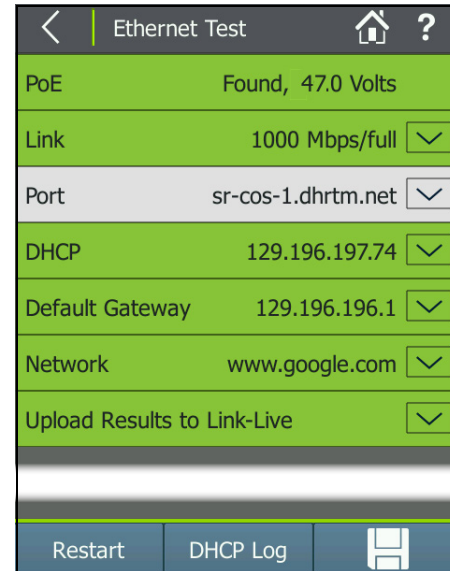 Ethernet Test ?
PoE Found, 47.0 Volts
Link 1000 Mbps/full
Port sr-cos-1.dhrtm.net
DHCP 129.196.197.74
Default Gateway 129.196.196.1
Network www.google.com
Upload Results to Link-Live
Restart DHCP Log